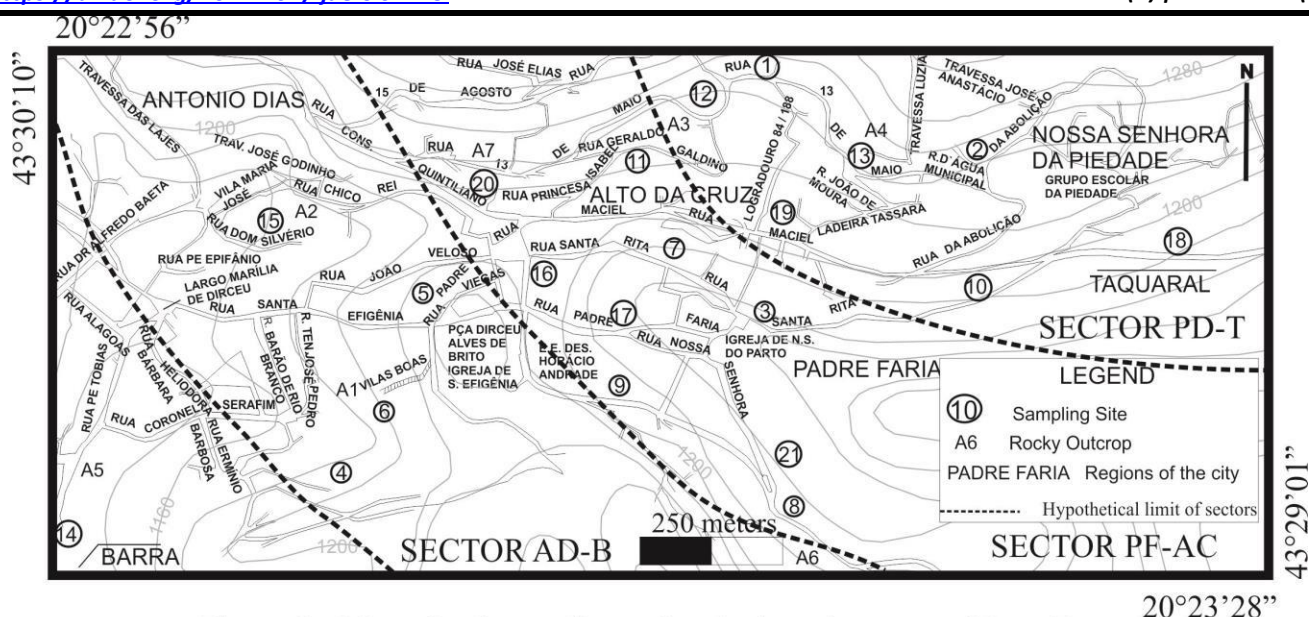 20°22'56"
43°30'10"
N
TRAVESSA DAS LAJES
ANTONIO DIAS
1200
RUA CONS QUINTILIANO
15 DE AGOSTO
RUA JOSÉ ELIAS RUA
RUA
1
12
MAIO
A3
13
DE
A4
13
MAIO
TRAVESSA LUZIA
TRAVESSA JOSÉ
ANASTÁCIO
1280
2
DA ABOLIÇÃO
NOSSA SENHORA
DA PIEDADE
GRUPO ESCOLAR
DA PIEDADE
1200
R.D'AGUA
MUNICIPAL
RUA
A7
13
DE
RUA GERALDO
GALDINO
11
20
RUA PRINCESA ISABEL
ALTO DA CRUZ
LOGRADOURO 84 / 188
R. JOÃO DE
MOURA
LADEIRA TASSARA
19
TRAV. JOSÉ GODINHO
VILA MARIA
JOSÉ
RUA CHICO REI
15
A2
RUA DOM SILVÉRIO
RUA DR ALFREDO BAETA
RUA PE EPIFÂNIO
LARGO MARÍLIA
DE DIRCEU
MACIEL
RUA
MACIEL
RUA DA ABOLIÇÃO
18
10
TAQUARAL
SECTOR PD-T
RUA
RUA SANTA RITA
7
RUA
3
SANTA
RITA
RUA JOÃO VELOSO
5
RUA PADRE VIEGAS
16
RUA PADRE
17
FARIA
RUA SANTA EFIGÊNIA
RUA NOSSA
SENHORA
IGREJA DE N.S.
DO PARTO
PADRE FARIA
RUA ALAGOAS
RUA PE TOBIAS
RUA BÁRBARA
HELIODORA
R. BARÃO DE RIO
BRANCO
R. TEN JOSÉ PEDRO
PÇA DIRCEU
ALVES DE
BRITO
IGREJA DE
S. EFIGÊNIA
E.E. DES.
HORÁCIO
ANDRADE
9
A1
VILAS BOAS
6
RUA CORONEL SERAFIM
RUA ERMÍNIO
BARBOSA
4
A5
14
BARRA
1160
1200
1200
21
8
A6
SECTOR AD-B
250 meters
SECTOR PF-AC
LEGEND
10 Sampling Site
A6 Rocky Outcrop
PADRE FARIA Regions of the city
Hypothetical limit of sectors
43°29'01"
20°23'28"